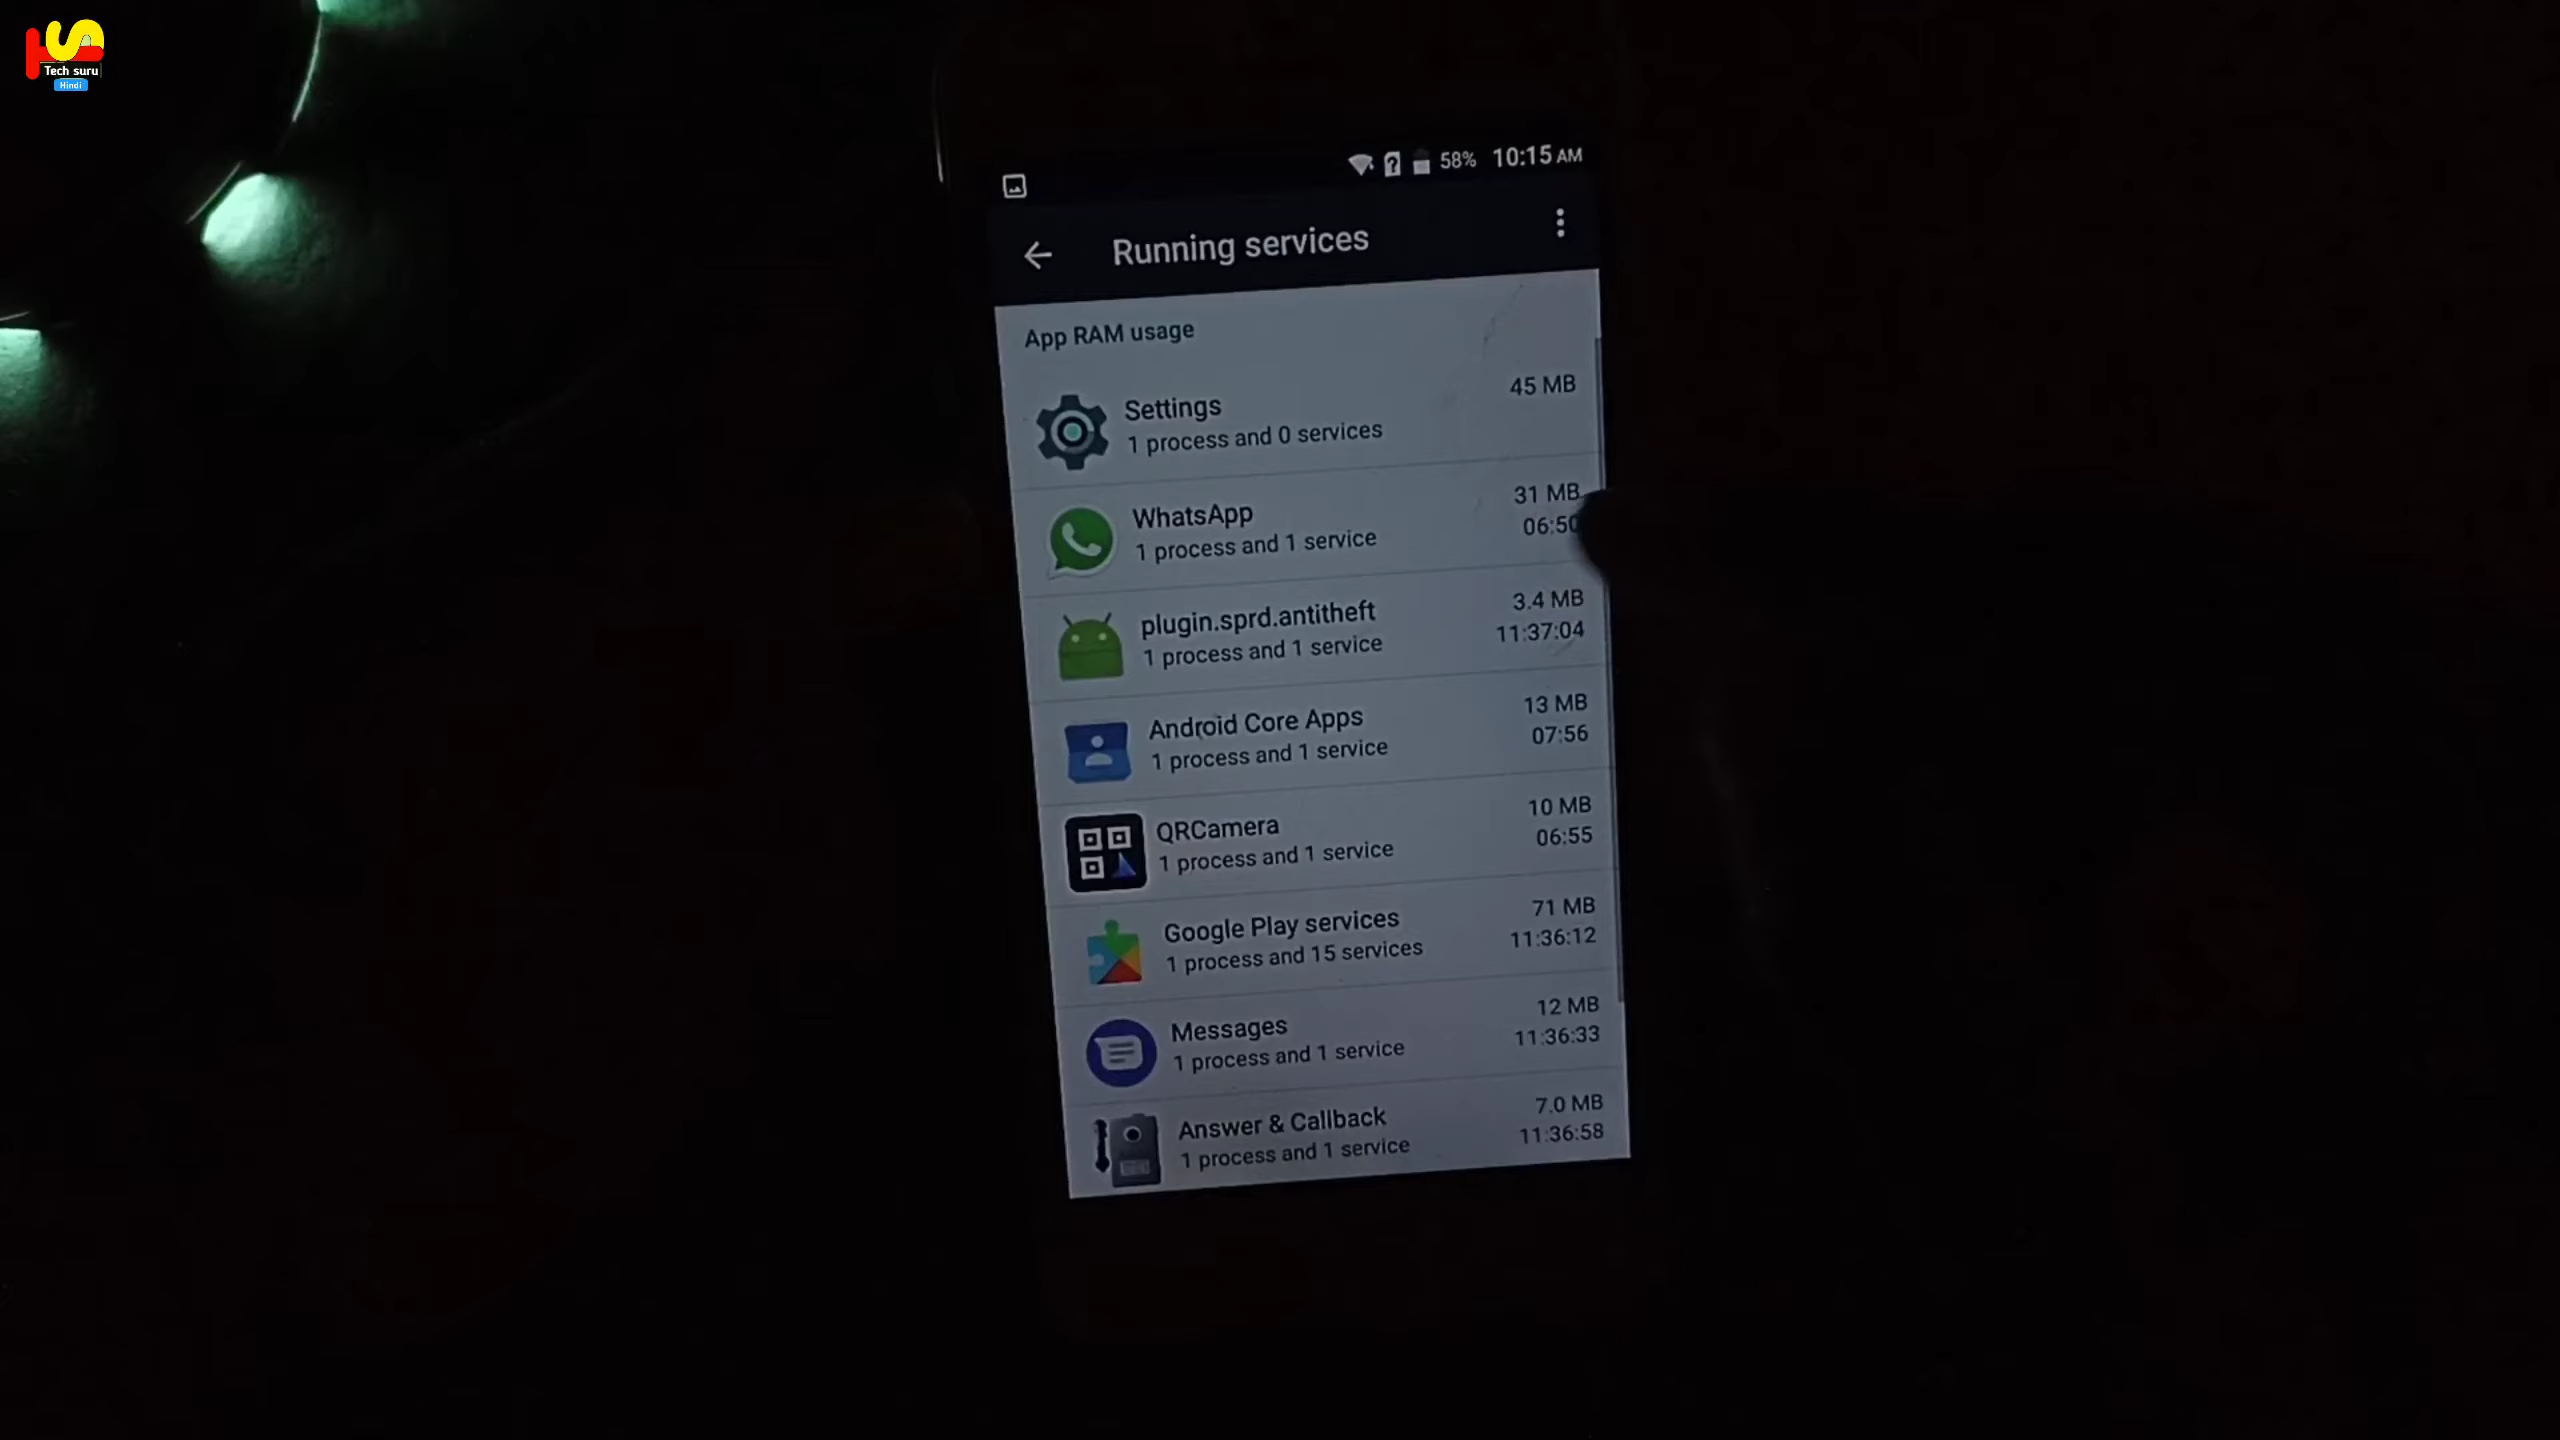 Tech suru
Hindi
58% 10:15 AM
Running services
App RAM usage
Settings
45 MB
1 process and 0 services
WhatsApp
31 MB
1 process and 1 service
06:50
plugin.sprd.antitheft
3.4 MB
1 process and 1 service
11:37:04
Android Core Apps
13 MB
1 process and 1 service
07:56
QRCamera
10 MB
1 process and 1 service
06:55
Google Play services
71 MB
1 process and 15 services
11:36:12
Messages
12 MB
1 process and 1 service
11:36:33
Answer & Callback
7.0 MB
1 process and 1 service
11:36:58